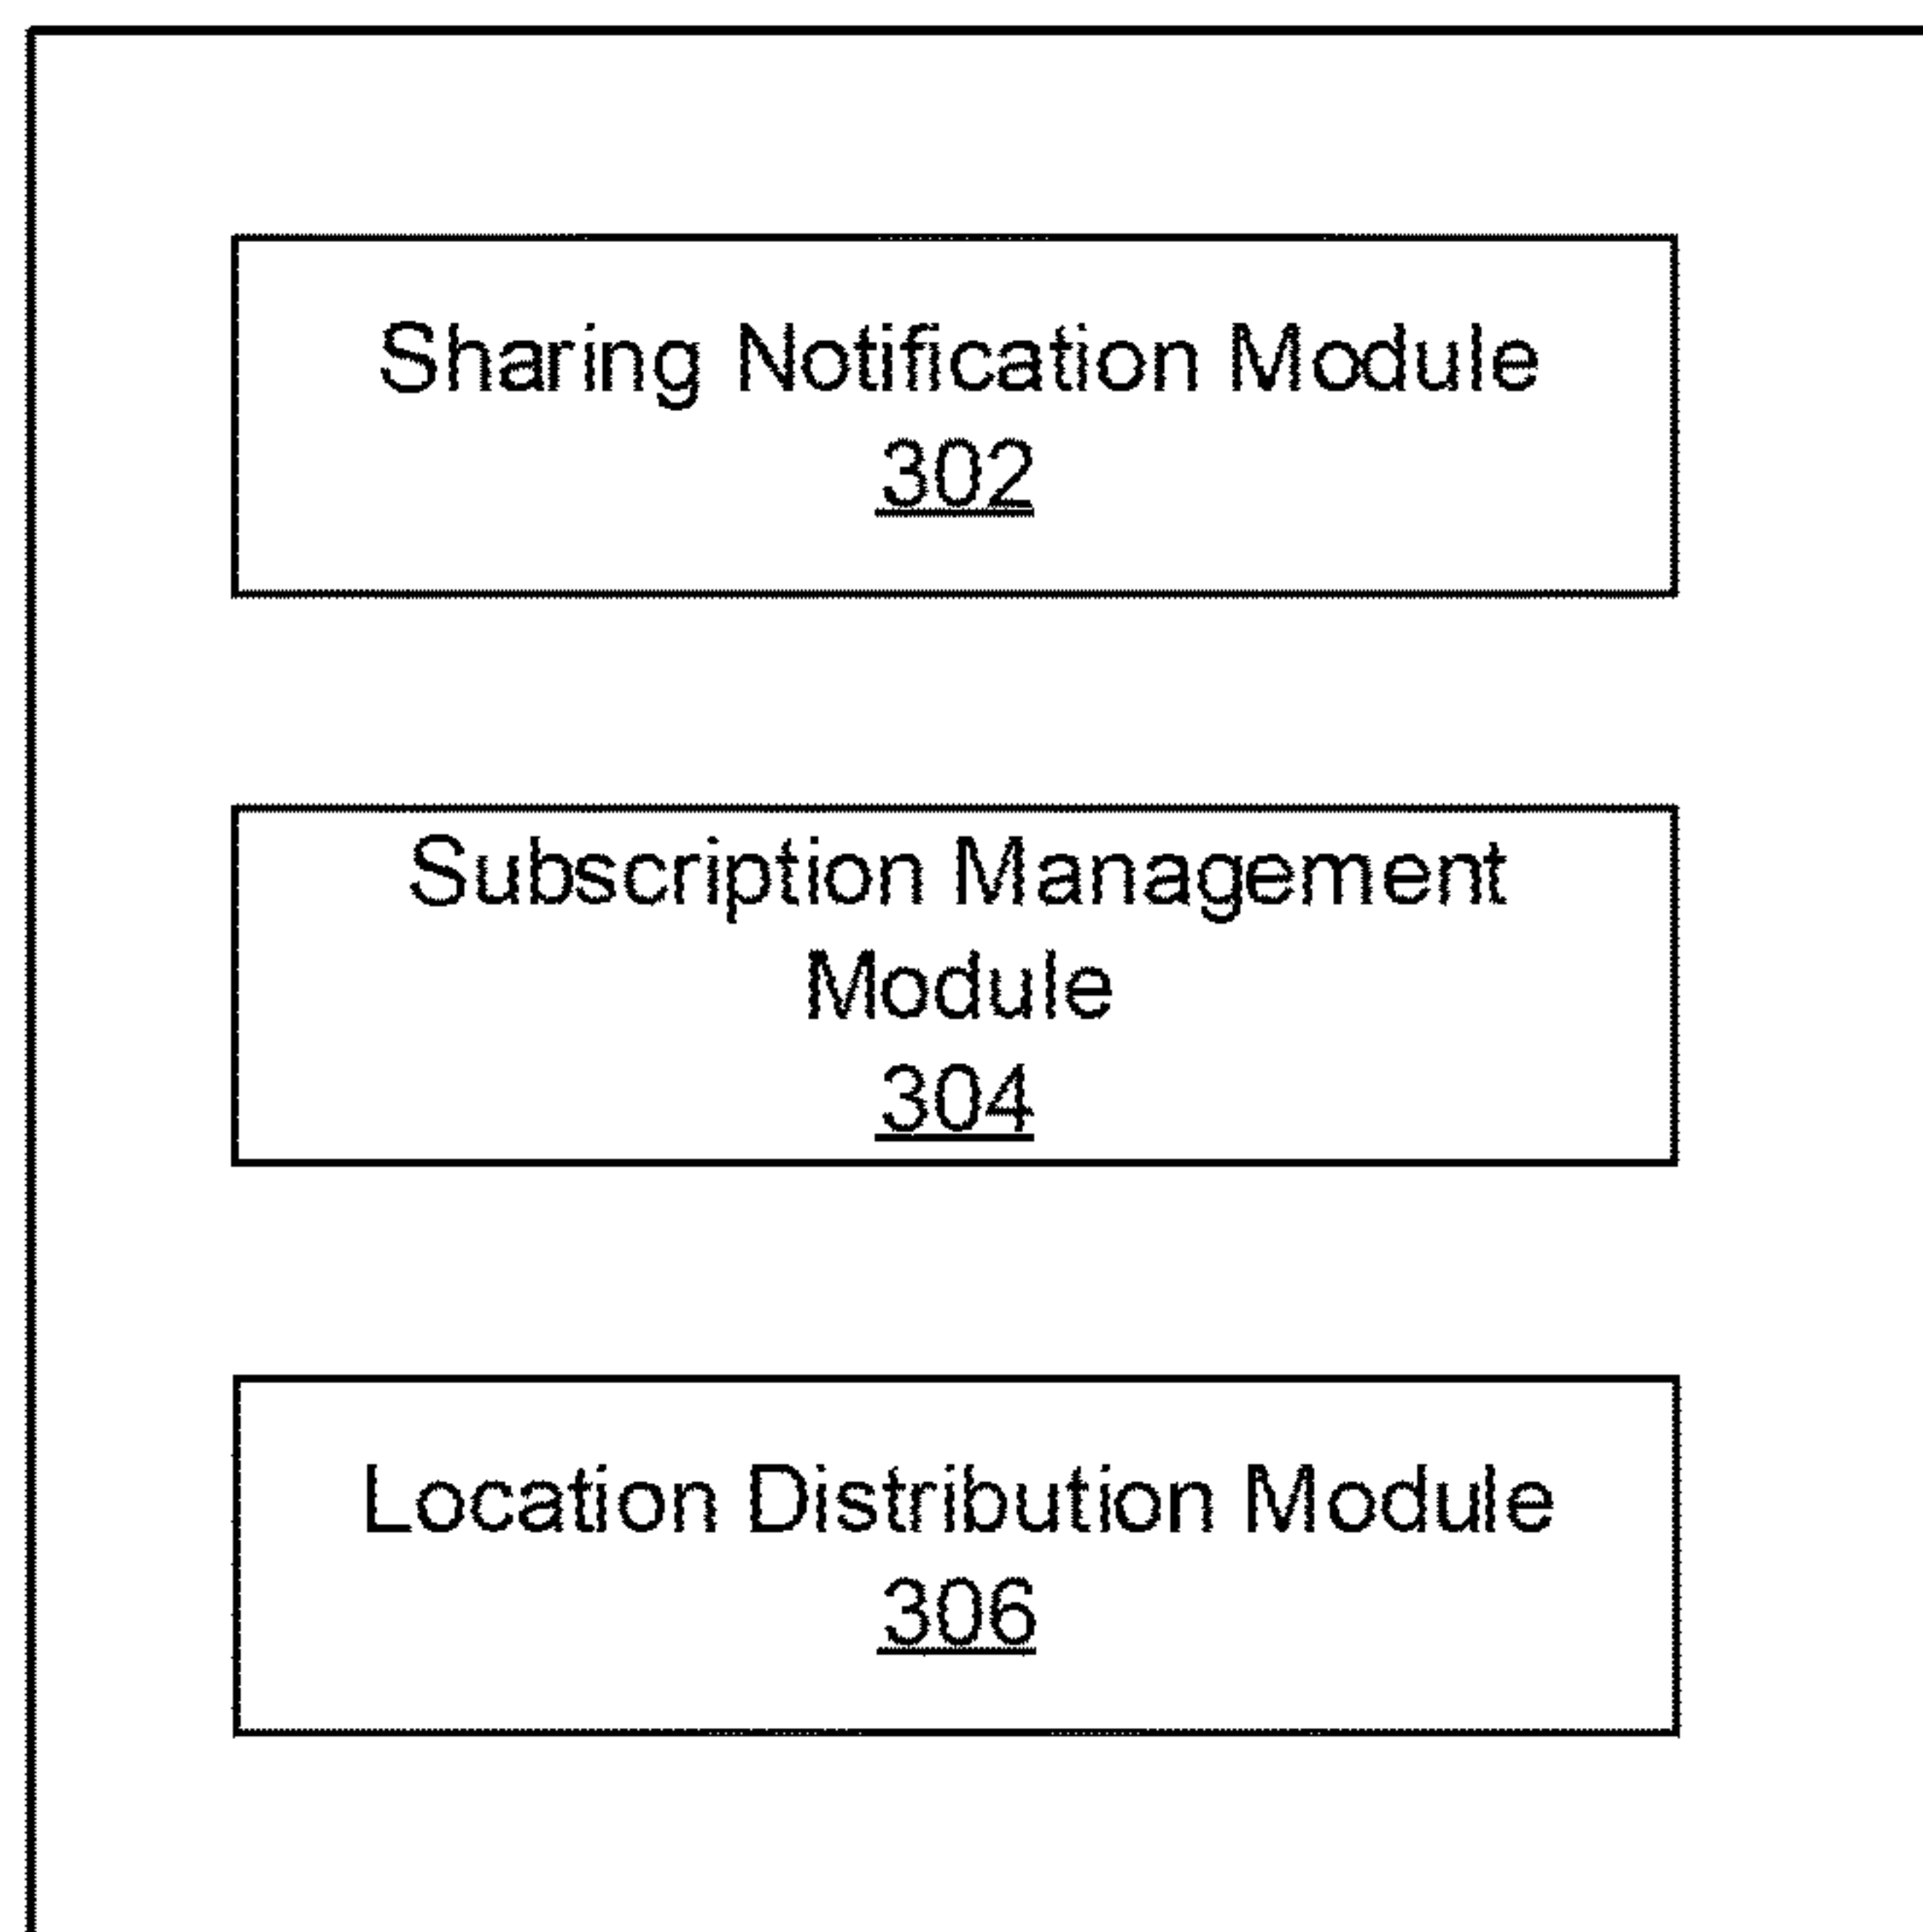 Sharing Notification Module
302
Subscription Management
Module
304
Location Distribution Module
306